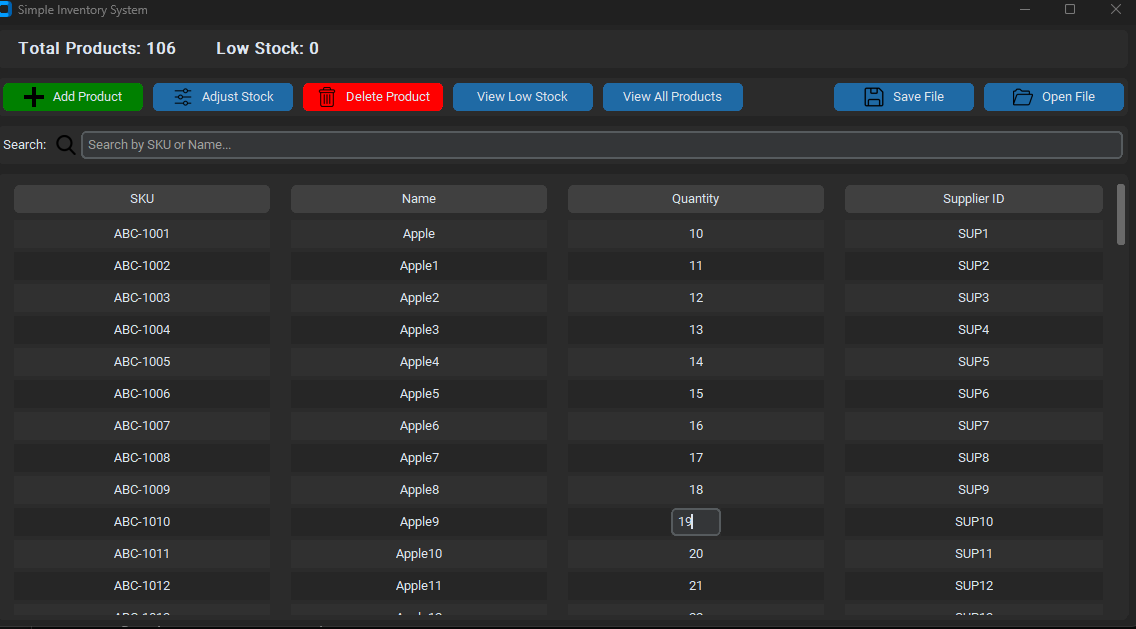 Simple Inventory System
Total Products: 106 Low Stock: 0
Add Product Adjust Stock Delete Product View Low Stock View All Products Save File Open File
Search: Search by SKU or Name...
SKU Name Quantity Supplier ID
ABC-1001 Apple 10 SUP1
ABC-1002 Apple1 11 SUP2
ABC-1003 Apple2 12 SUP3
ABC-1004 Apple3 13 SUP4
ABC-1005 Apple4 14 SUP5
ABC-1006 Apple5 15 SUP6
ABC-1007 Apple6 16 SUP7
ABC-1008 Apple7 17 SUP8
ABC-1009 Apple8 18 SUP9
ABC-1010 Apple9 19 SUP10
ABC-1011 Apple10 20 SUP11
ABC-1012 Apple11 21 SUP12